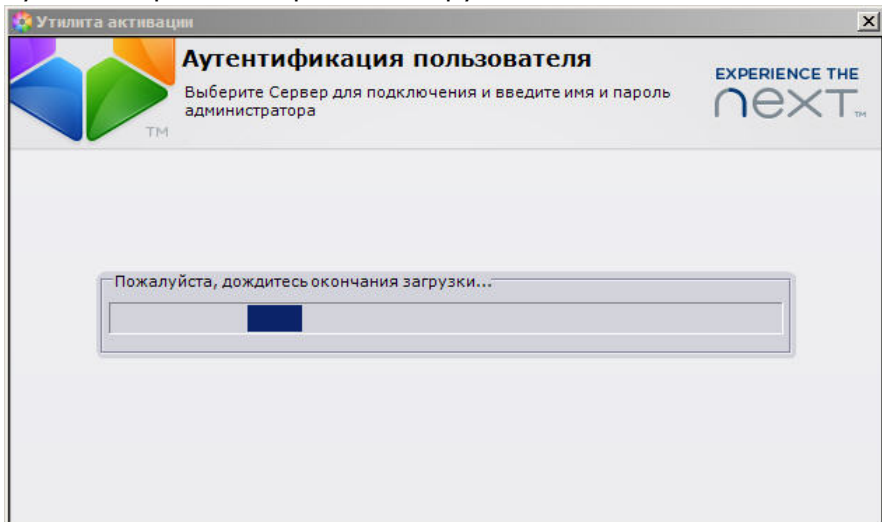 Утилита активации
Аутентификация пользователя
Выберите Сервер для подключения и введите имя и пароль
администратора
EXPERIENCE THE
next™
TM
Пожалуйста, дождитесь окончания загрузки...